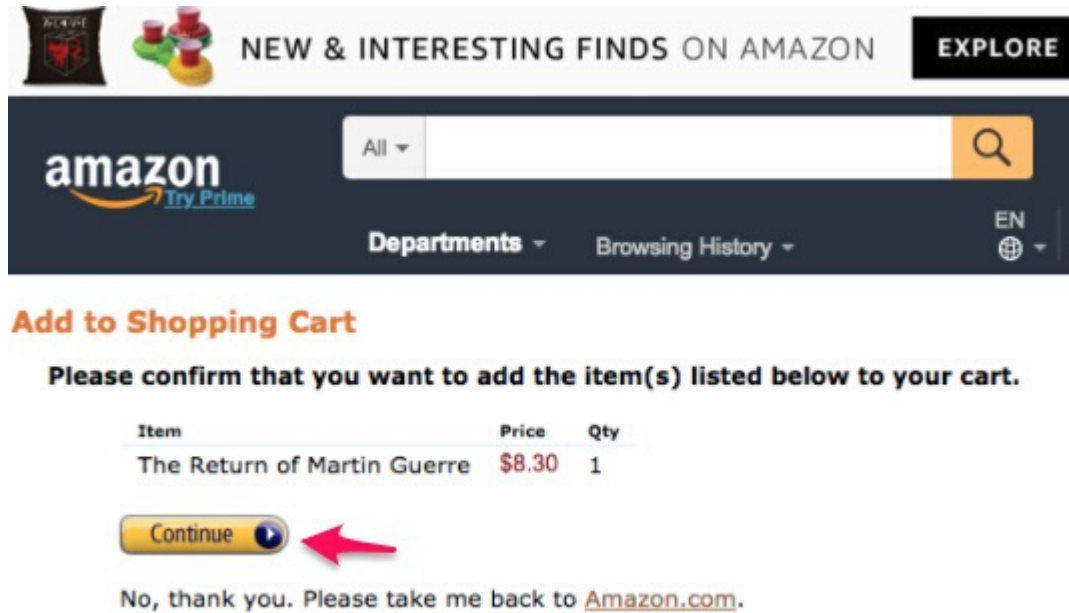 NEW & INTERESTING FINDS ON AMAZON
EXPLORE
All
amazon
Try Prime
Departments
Browsing History
EN
Add to Shopping Cart
Please confirm that you want to add the item(s) listed below to your cart.
Item Price Qty
The Return of Martin Guerre $8.30 1
Continue
No, thank you. Please take me back to Amazon.com.